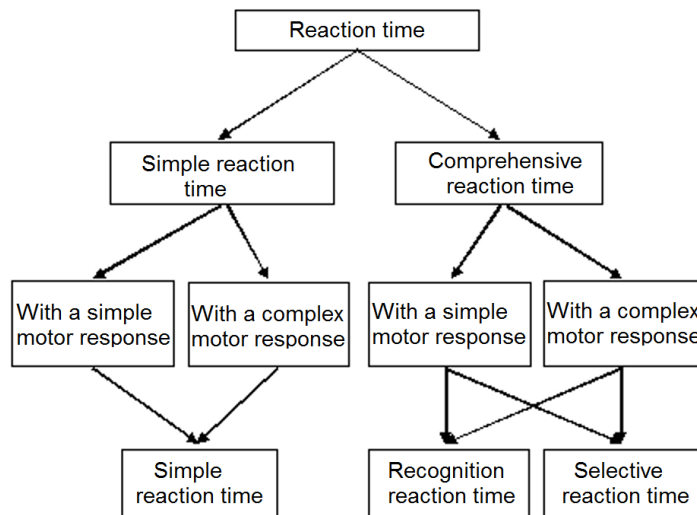 Reaction time
Simple reaction
time
Comprehensive
reaction time
With a simple
motor response
With a complex
motor response
With a simple
motor response
With a complex
motor response
Simple
reaction time
Recognition
reaction time
Selective
reaction time